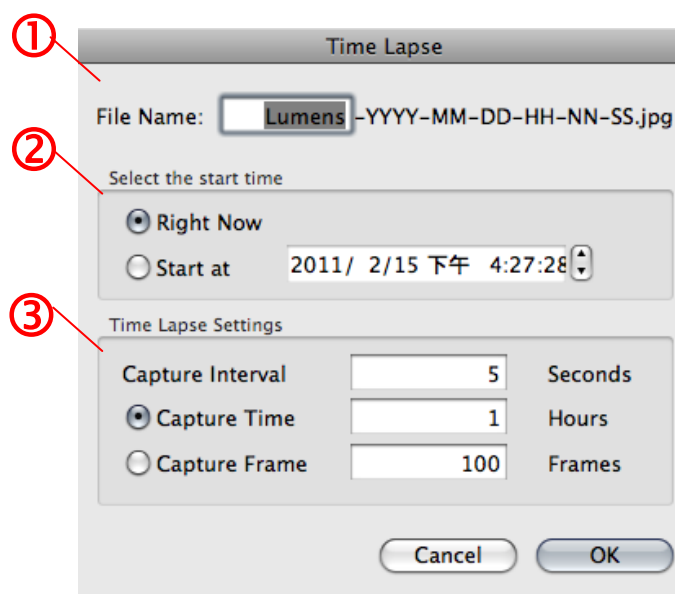 ①
Time Lapse
File Name: Lumens -YYYY-MM-DD-HH-NN-SS.jpg
②
Select the start time
Right Now
Start at 2011/ 2/15 下午 4:27:28
③
Time Lapse Settings
Capture Interval 5 Seconds
Capture Time 1 Hours
Capture Frame 100 Frames
Cancel OK